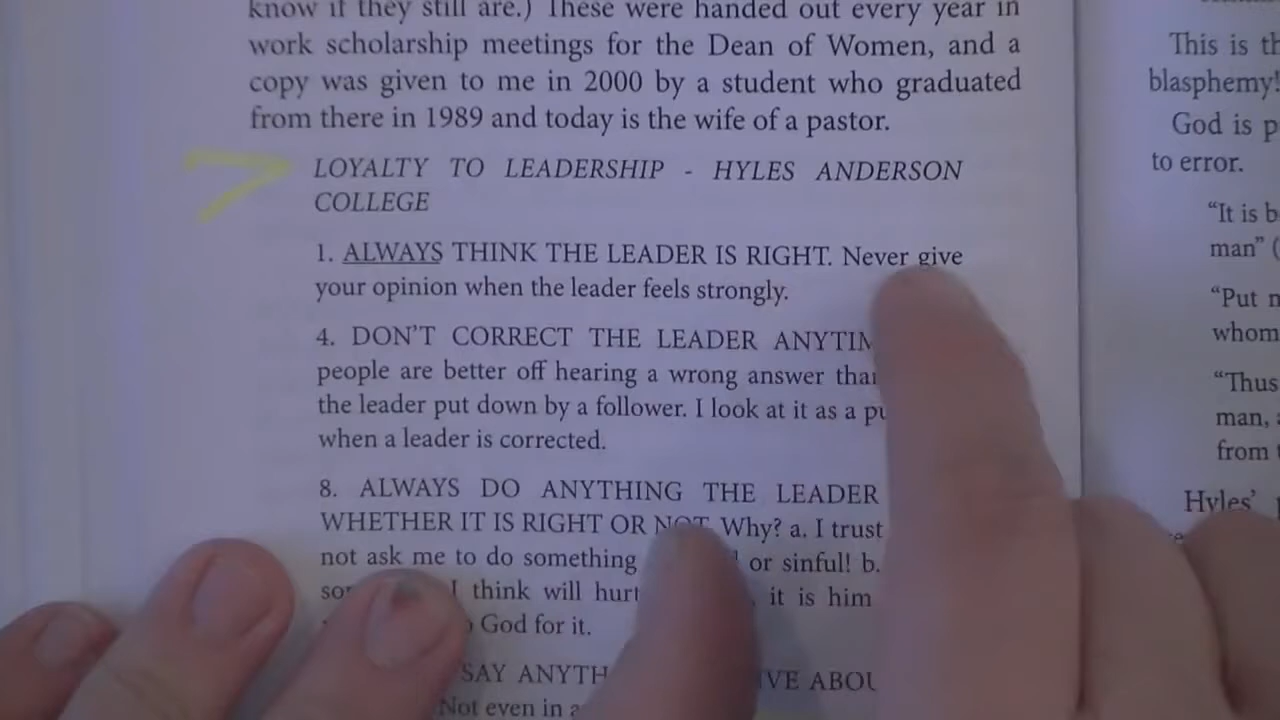 know if they still are.) These were handed out every year in
work scholarship meetings for the Dean of Women, and a
copy was given to me in 2000 by a student who graduated
from there in 1989 and today is the wife of a pastor.
LOYALTY TO LEADERSHIP - HYLES ANDERSON
COLLEGE
1. ALWAYS THINK THE LEADER IS RIGHT. Never give
your opinion when the leader feels strongly.
4. DON'T CORRECT THE LEADER
people are better off hearing a wrong answer
the leader put down by a follower. I look at it as a
when a leader is corrected.
8. ALWAYS DO ANYTHING THE LEADER
WHETHER IT IS RIGHT OR NOT. Why? a. I trust
not ask me to do something or sinful! b.
I think will hurt it is him
God for it.
SAY
Not even in a
This is
blasphemy!
God is
to error.
"It is
man" (
"Put
whom
"Thus
man,
from
Hyles'